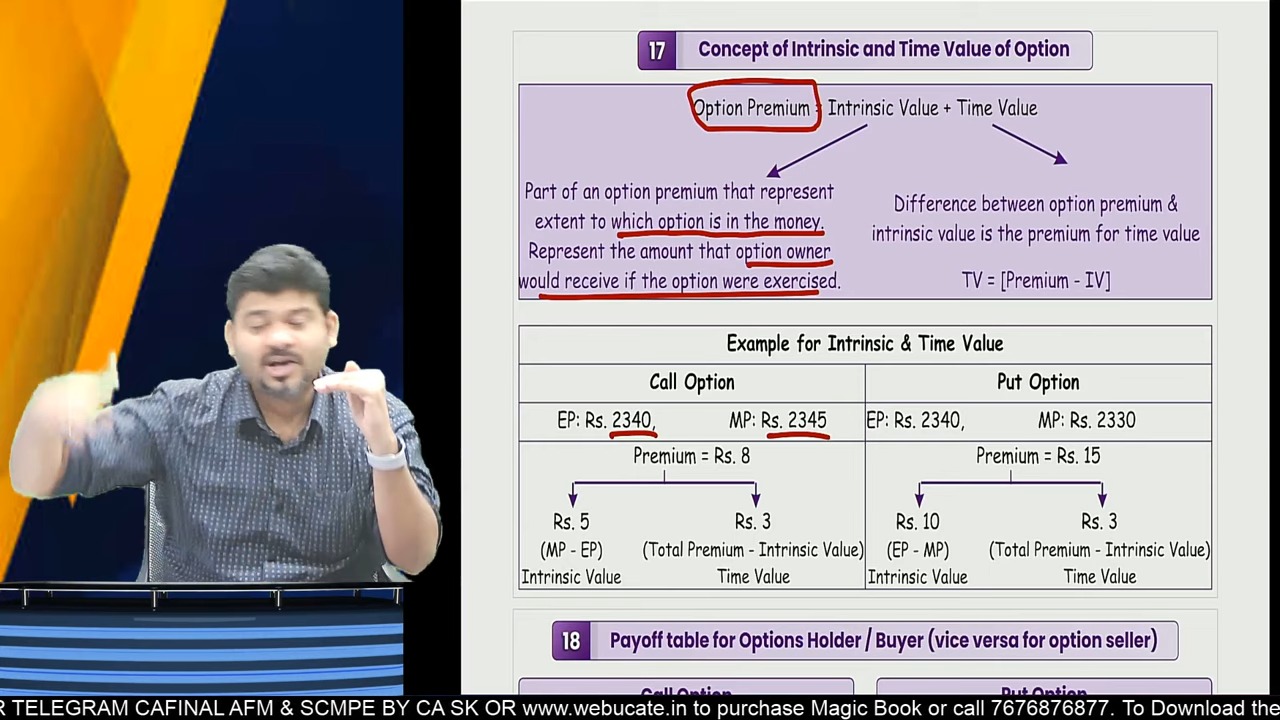 17 Concept of Intrinsic and Time Value of Option
Option Premium = Intrinsic Value + Time Value
Part of an option premium that represent
extent to which option is in the money.
Represent the amount that option owner
would receive if the option were exercised.
Difference between option premium &
intrinsic value is the premium for time value
TV = [Premium - IV]
Example for Intrinsic & Time Value
Call Option
Put Option
EP: Rs. 2340, MP: Rs. 2345
EP: Rs. 2340, MP: Rs. 2330
Premium = Rs. 8
Premium = Rs. 15
Rs. 5
Rs. 3
Rs. 10
Rs. 3
(MP - EP)
(Total Premium - Intrinsic Value)
(EP - MP)
(Total Premium - Intrinsic Value)
Intrinsic Value
Time Value
Intrinsic Value
Time Value
18 Payoff table for Options Holder / Buyer (vice versa for option seller)
Call Option
Put Option
R TELEGRAM CAFINAL AFM & SCMPE BY CA SK OR www.webucate.in to purchase Magic Book or call 7676876877. To Download the